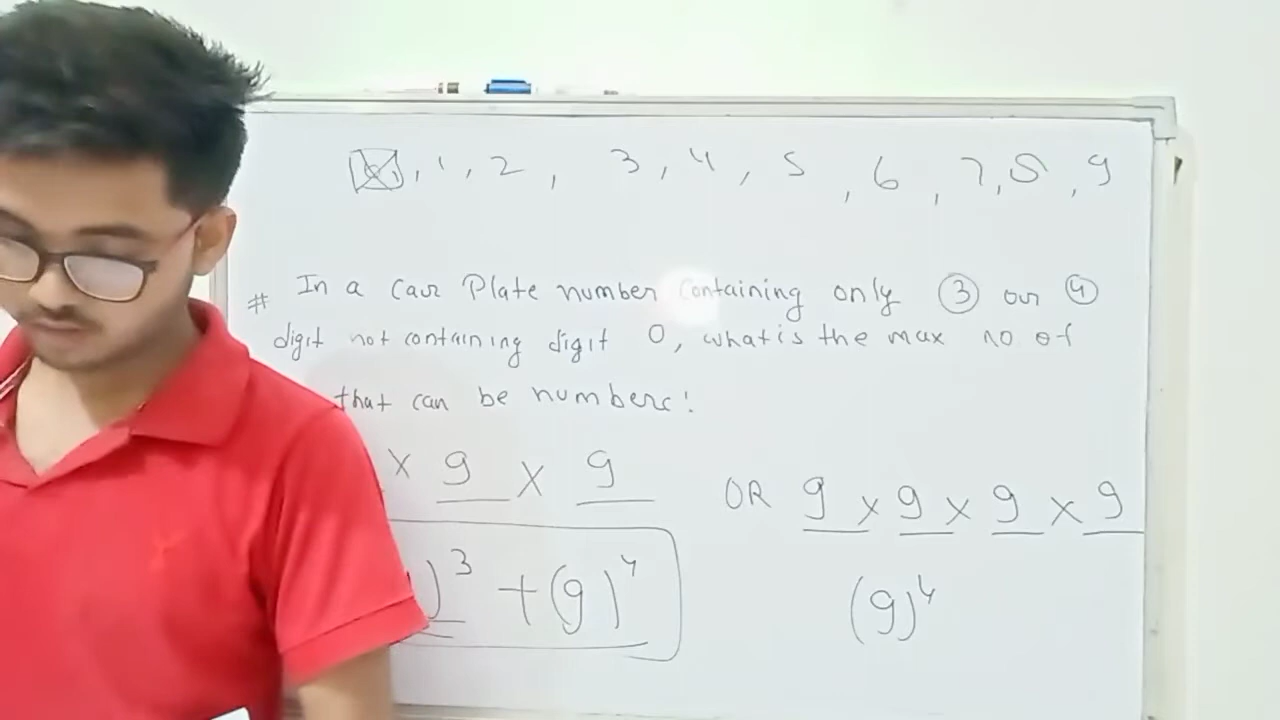 0, 1, 2, 3, 4, 5, 6, 7, 8, 9
# In a car Plate number Containing only 3 or 4
digit not containing digit 0, what is the max no of
that can be numbers!
x 9 x 9 OR 9 x 9 x 9 x 9
)³ + (9)⁴ (9)⁴